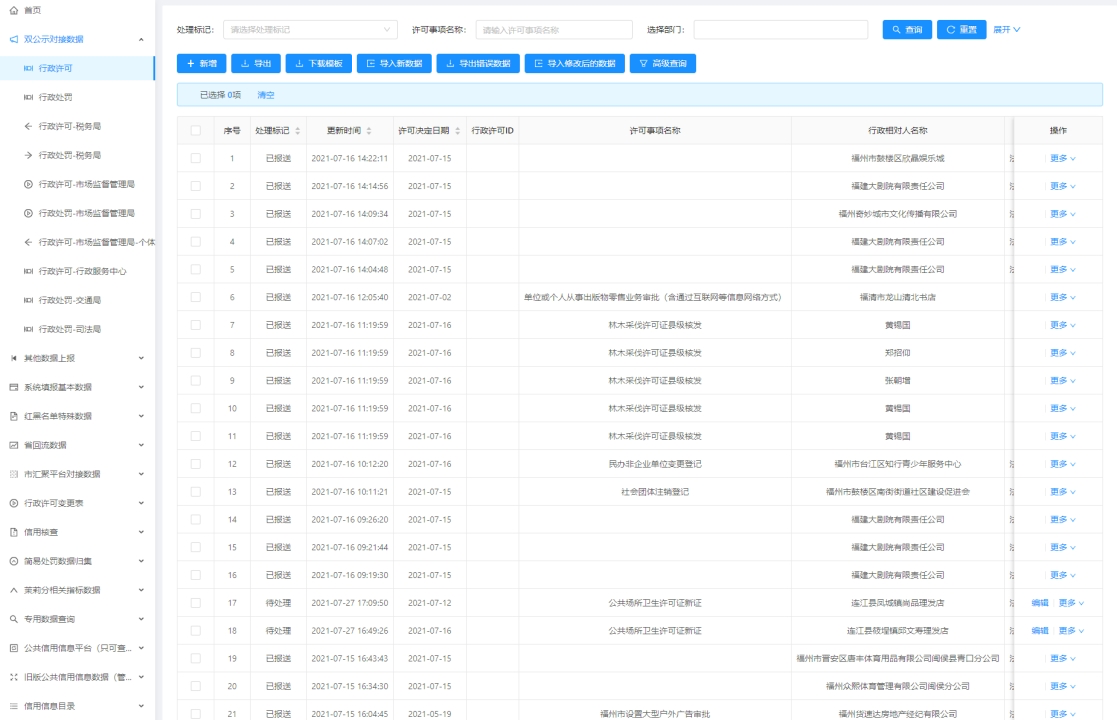 首页
双公示对接数据
行政许可
行政处罚
行政许可-税务局
行政处罚-税务局
行政许可-市场监督管理局
行政处罚-市场监督管理局
行政许可-市场监督管理局-个体
行政许可-行政服务中心
行政处罚-交通局
行政处罚-司法局
其他数据上报
系统填报基本数据
红黑名单特殊数据
省回流数据
市汇聚平台对接数据
行政许可变更表
信用核查
简易处罚数据归集
茉莉分相关指标数据
专用数据查询
公共信用信息平台（只可查...
旧版公共信用信息数据（管...
信用信息目录
处理标记: 请选择处理标记 许可事项名称: 请输入许可事项名称 选择部门: 查询 重置 展开
新增 导出 下载模板 导入新数据 导出错误数据 导入修改后的数据 高级查询
已选择 0项 清空
序号 处理标记 更新时间 许可决定日期 行政许可ID 许可事项名称 行政相对人名称 操作
1 已报送 2021-07-16 14:22:11 2021-07-15 福州市鼓楼区欣晶娱乐城 更多
2 已报送 2021-07-16 14:14:56 2021-07-15 福建大剧院有限责任公司 更多
3 已报送 2021-07-16 14:09:34 2021-07-15 福州奇妙城市文化传播有限公司 更多
4 已报送 2021-07-16 14:07:02 2021-07-15 福建大剧院有限责任公司 更多
5 已报送 2021-07-16 14:04:48 2021-07-15 福建大剧院有限责任公司 更多
6 已报送 2021-07-16 12:05:40 2021-07-02 单位或个人从事出版物零售业务审批（含通过互联网等信息网络方式） 福清市龙山清北书店 更多
7 已报送 2021-07-16 11:19:59 2021-07-16 林木采伐许可证县级核发 黄锡国 更多
8 已报送 2021-07-16 11:19:59 2021-07-16 林木采伐许可证县级核发 郑招仰 更多
9 已报送 2021-07-16 11:19:59 2021-07-16 林木采伐许可证县级核发 张朝增 更多
10 已报送 2021-07-16 11:19:59 2021-07-16 林木采伐许可证县级核发 黄锡国 更多
11 已报送 2021-07-16 11:19:59 2021-07-16 林木采伐许可证县级核发 黄锡国 更多
12 已报送 2021-07-16 10:12:20 2021-07-16 民办非企业单位变更登记 福州市台江区知行青少年服务中心 更多
13 已报送 2021-07-16 10:11:21 2021-07-15 社会团体注销登记 福州市鼓楼区南街街道社区建设促进会 更多
14 已报送 2021-07-16 09:26:20 2021-07-15 福建大剧院有限责任公司 更多
15 已报送 2021-07-16 09:21:44 2021-07-15 福建大剧院有限责任公司 更多
16 已报送 2021-07-16 09:19:30 2021-07-15 福建大剧院有限责任公司 更多
17 待处理 2021-07-27 17:09:50 2021-07-12 公共场所卫生许可证新证 连江县凤城镇尚品理发店 编辑 更多
18 待处理 2021-07-27 16:49:26 2021-07-16 公共场所卫生许可证新证 连江县筱埕镇邱文寿理发店 编辑 更多
19 已报送 2021-07-15 16:43:43 2021-07-15 福州市晋安区唐丰体育用品有限公司闽侯县青口分公司 更多
20 已报送 2021-07-15 16:34:30 2021-07-15 福州众熙体育管理有限公司闽侯分公司 更多
21 已报送 2021-07-15 16:04:45 2021-05-19 福州市设置大型户外广告审批 福州货速达房地产经纪有限公司 更多